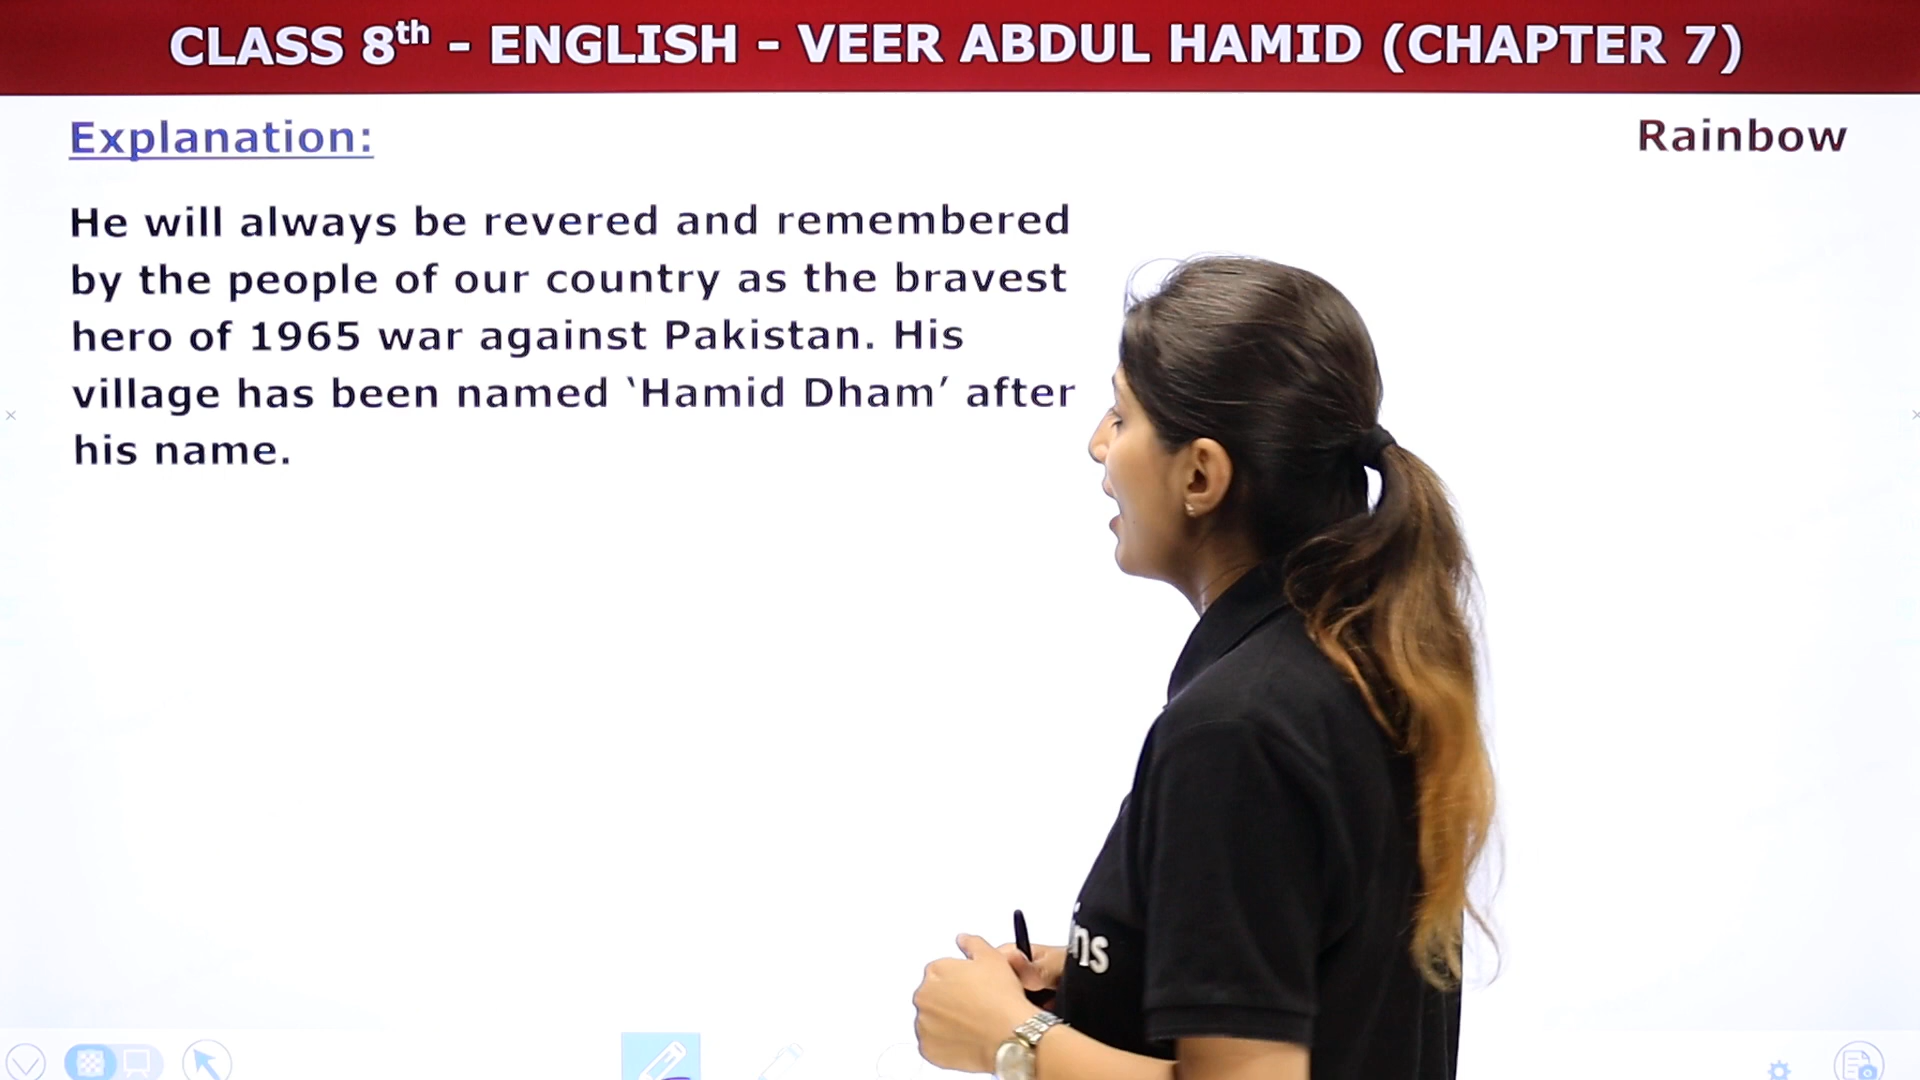 CLASS 8th - ENGLISH - VEER ABDUL HAMID (CHAPTER 7)
Explanation:
Rainbow
He will always be revered and remembered
by the people of our country as the bravest
hero of 1965 war against Pakistan. His
village has been named ‘Hamid Dham’ after
his name.